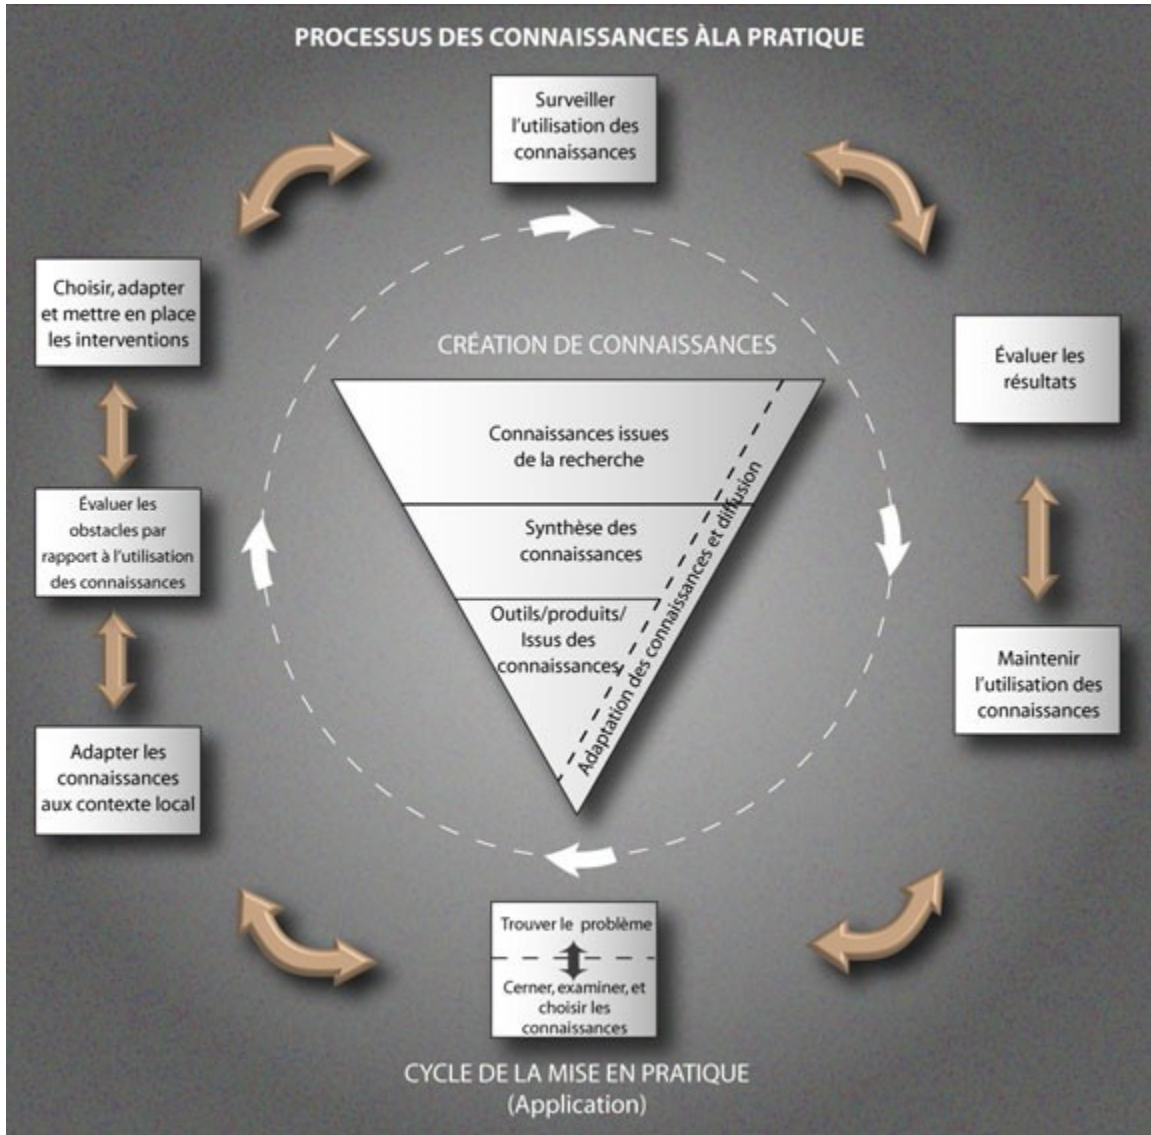 PROCESSUS DES CONNAISSANCES ÀLA PRATIQUE
Surveiller
l'utilisation des
connaissances
Choisir, adapter
et mettre en place
les interventions
Évaluer les
résultats
CRÉATION DE CONNAISSANCES
Connaissances issues
de la recherche
Synthèse des
connaissances
Outils/produits/
Issus des
connaissances
Adaptation des connaissances et diffusion
Évaluer les
obstacles par
rapport à l'utilisation
des connaissances
Maintenir
l'utilisation des
connaissances
Adapter les
connaissances
aux contexte local
Trouver le problème
Cerner, examiner, et
choisir les
connaissances
CYCLE DE LA MISE EN PRATIQUE
(Application)